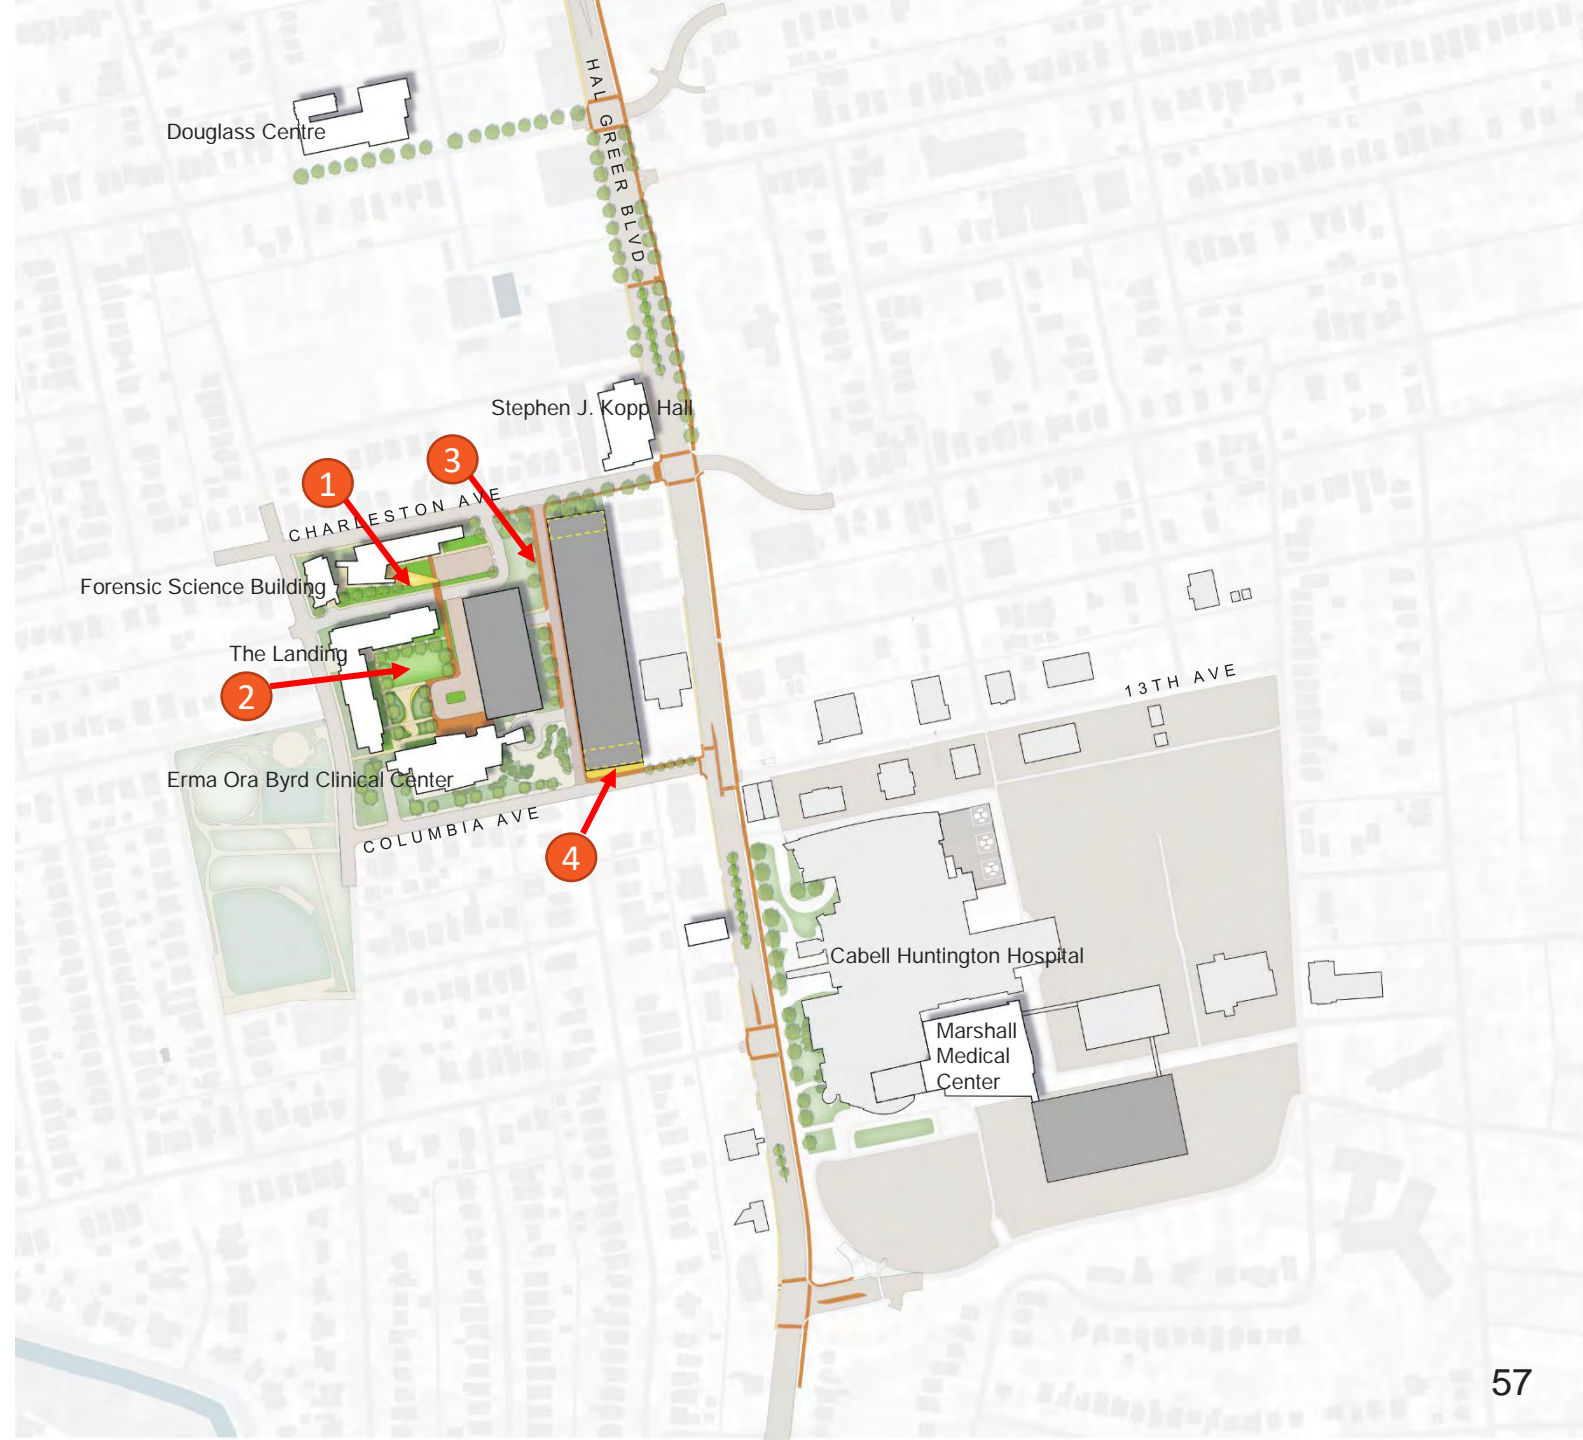 HAL GREER BLVD
Douglass Centre
Stephen J. Kopp Hall
3
1
CHARLESTON AVE
Forensic Science Building
The Landing
2
13TH AVE
Erma Ora Byrd Clinical Center
COLUMBIA AVE
4
Cabell Huntington Hospital
Marshall
Medical
Center
57